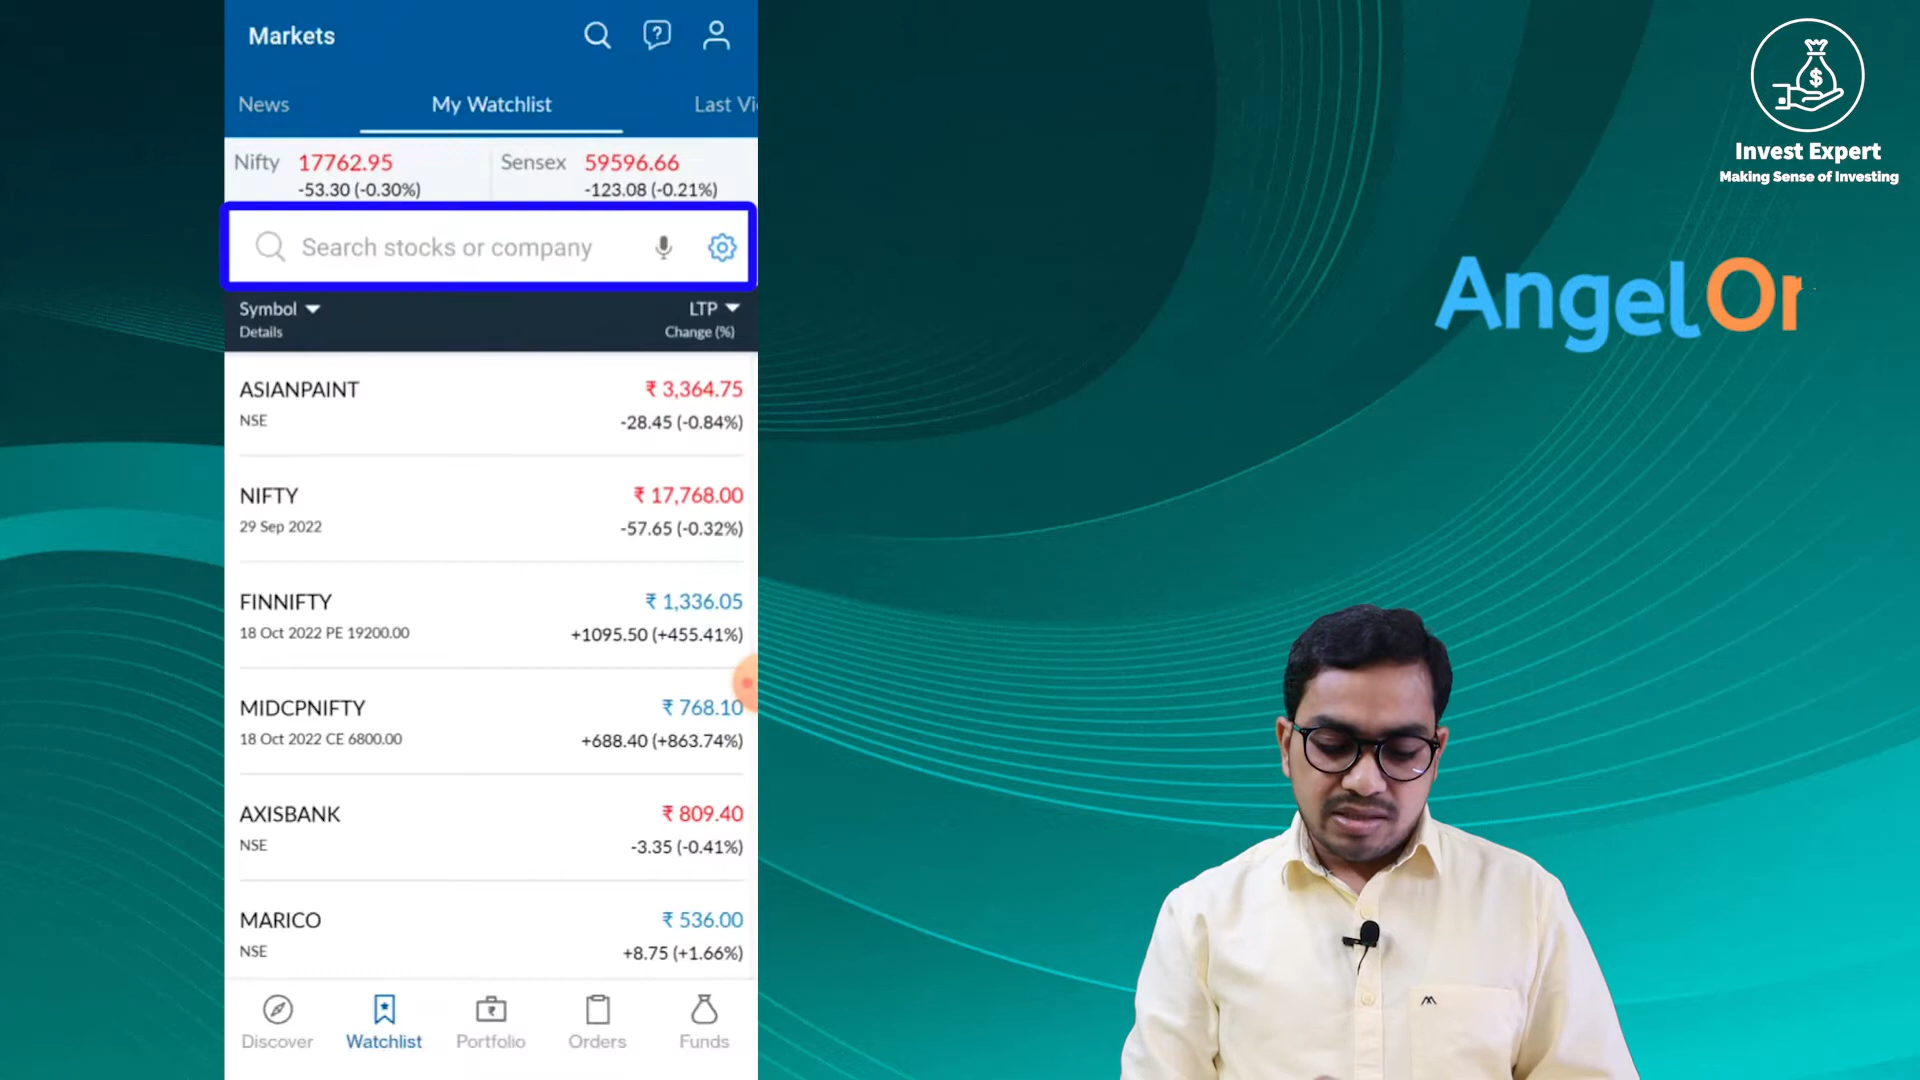 Markets
News
My Watchlist
Last Vi
Nifty 17762.95
-53.30 (-0.30%)
Sensex 59596.66
-123.08 (-0.21%)
Search stocks or company
Symbol
Details
LTP
Change (%)
ASIANPAINT ₹ 3,364.75
NSE -28.45 (-0.84%)
NIFTY ₹ 17,768.00
29 Sep 2022 -57.65 (-0.32%)
FINNIFTY ₹ 1,336.05
18 Oct 2022 PE 19200.00 +1095.50 (+455.41%)
MIDCPNIFTY ₹ 768.10
18 Oct 2022 CE 6800.00 +688.40 (+863.74%)
AXISBANK ₹ 809.40
NSE -3.35 (-0.41%)
MARICO ₹ 536.00
NSE +8.75 (+1.66%)
Discover
Watchlist
Portfolio
Orders
Funds
Invest Expert
Making Sense of Investing
Angel